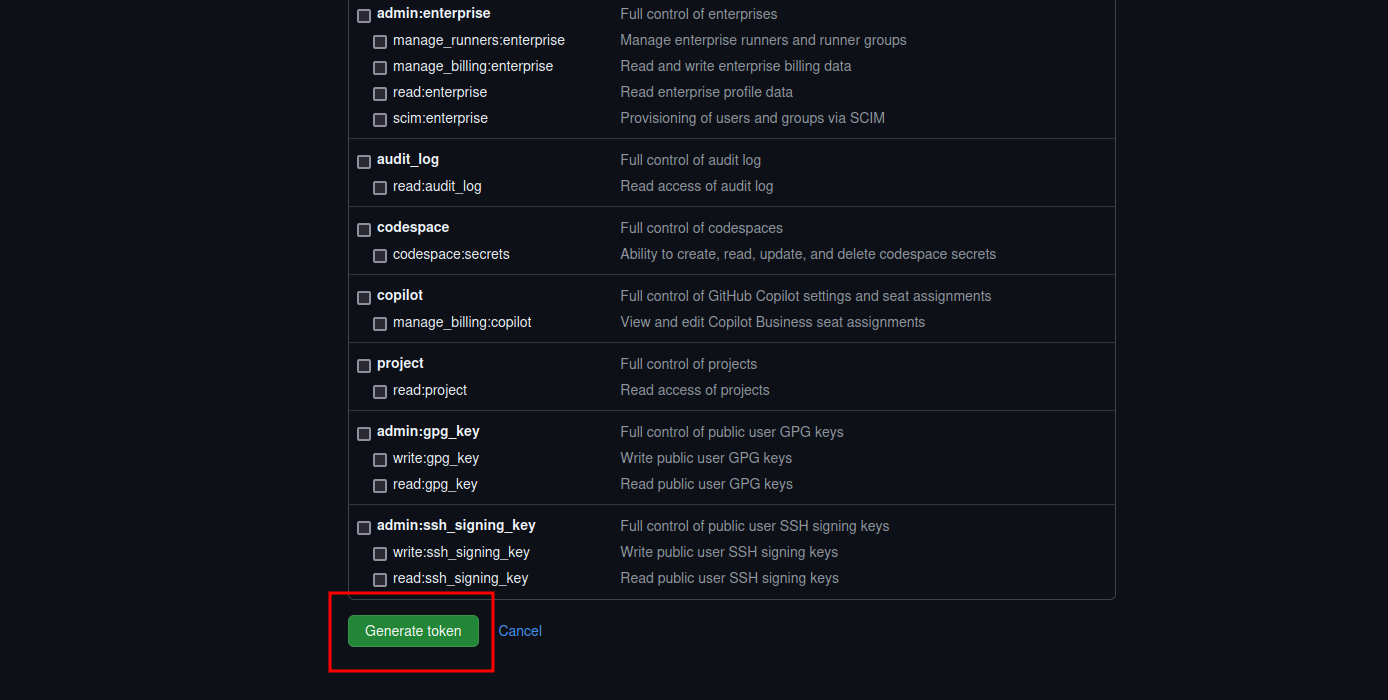 admin:enterprise Full control of enterprises
manage_runners:enterprise Manage enterprise runners and runner groups
manage_billing:enterprise Read and write enterprise billing data
read:enterprise Read enterprise profile data
scim:enterprise Provisioning of users and groups via SCIM
audit_log Full control of audit log
read:audit_log Read access of audit log
codespace Full control of codespaces
codespace:secrets Ability to create, read, update, and delete codespace secrets
copilot Full control of GitHub Copilot settings and seat assignments
manage_billing:copilot View and edit Copilot Business seat assignments
project Full control of projects
read:project Read access of projects
admin:gpg_key Full control of public user GPG keys
write:gpg_key Write public user GPG keys
read:gpg_key Read public user GPG keys
admin:ssh_signing_key Full control of public user SSH signing keys
write:ssh_signing_key Write public user SSH signing keys
read:ssh_signing_key Read public user SSH signing keys
Generate token Cancel